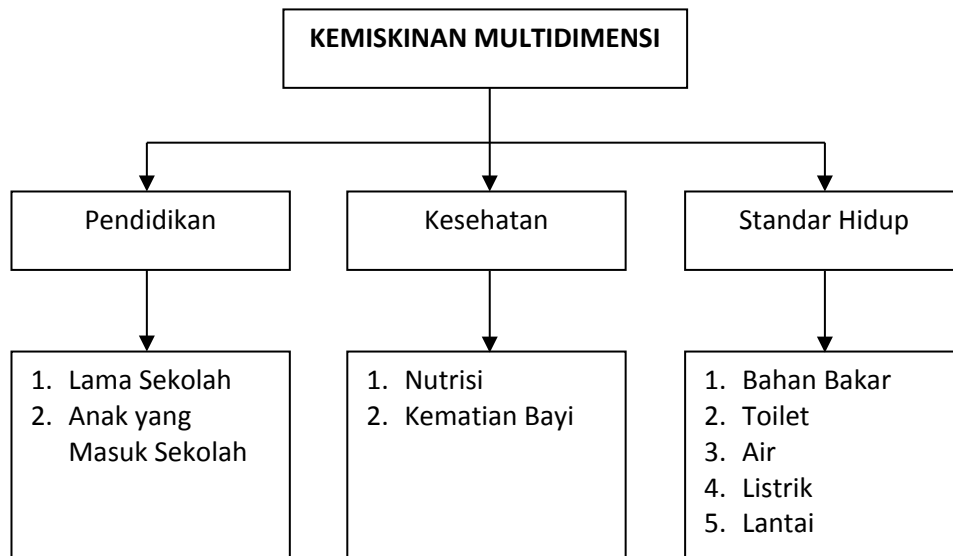 KEMISKINAN MULTIDIMENSI
Pendidikan
Kesehatan
Standar Hidup
1. Lama Sekolah
2. Anak yang
Masuk Sekolah
1. Nutrisi
2. Kematian Bayi
1. Bahan Bakar
2. Toilet
3. Air
4. Listrik
5. Lantai